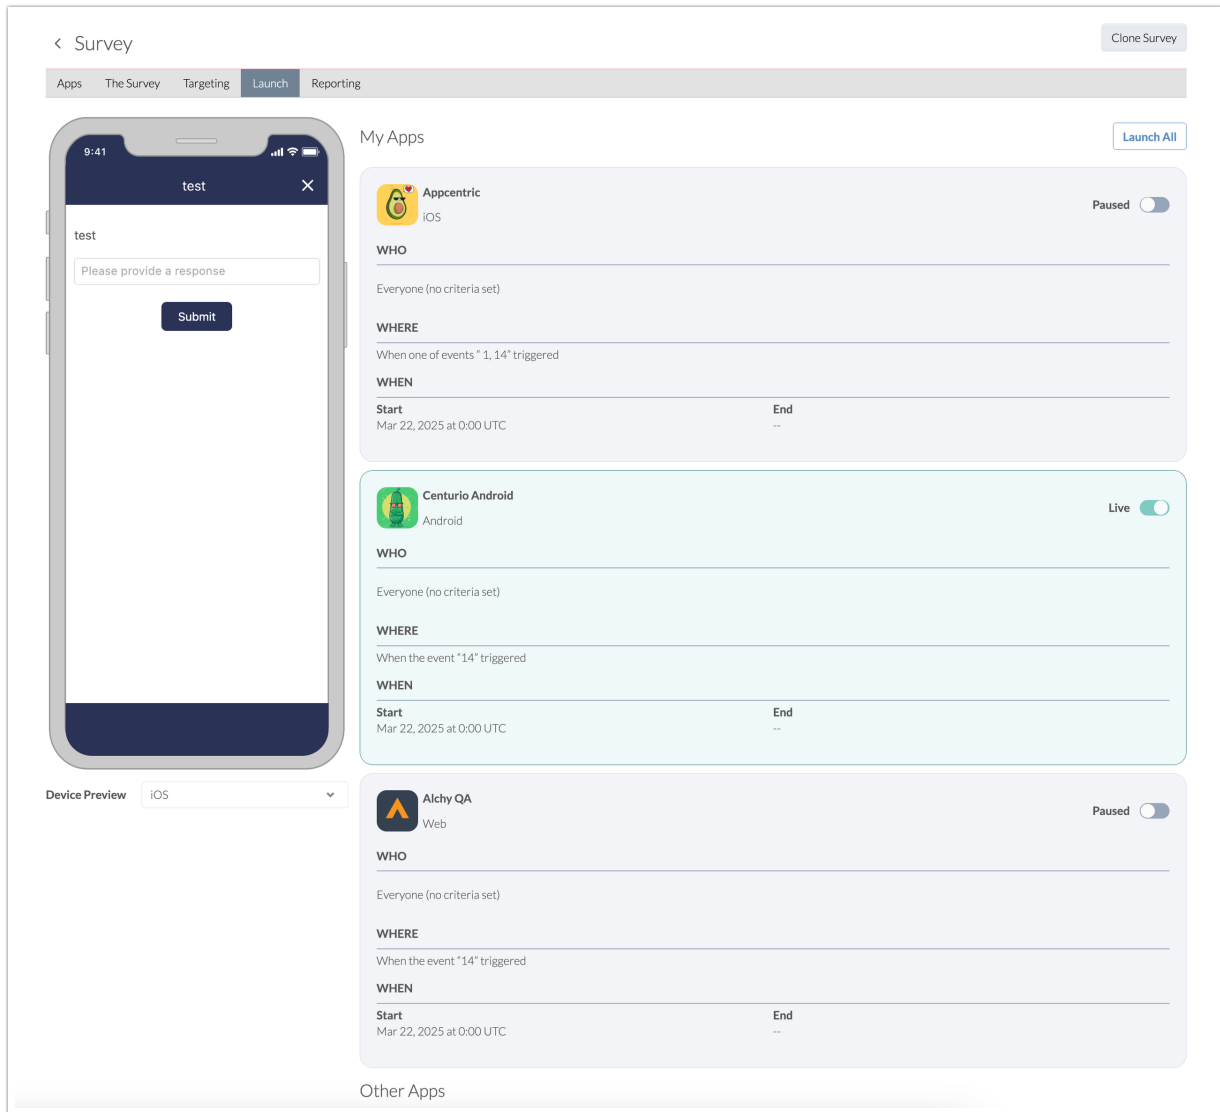 Survey
Clone Survey
Apps The Survey Targeting Launch Reporting
9:41
test
test
Please provide a response
Submit
Device Preview iOS
My Apps
Launch All
Appcentric
iOS
Paused
WHO
Everyone (no criteria set)
WHERE
When one of events " 1, 14" triggered
WHEN
Start End
Mar 22, 2025 at 0:00 UTC --
Centurio Android
Android
Live
WHO
Everyone (no criteria set)
WHERE
When the event "14" triggered
WHEN
Start End
Mar 22, 2025 at 0:00 UTC --
Alchy QA
Web
Paused
WHO
Everyone (no criteria set)
WHERE
When the event "14" triggered
WHEN
Start End
Mar 22, 2025 at 0:00 UTC --
Other Apps